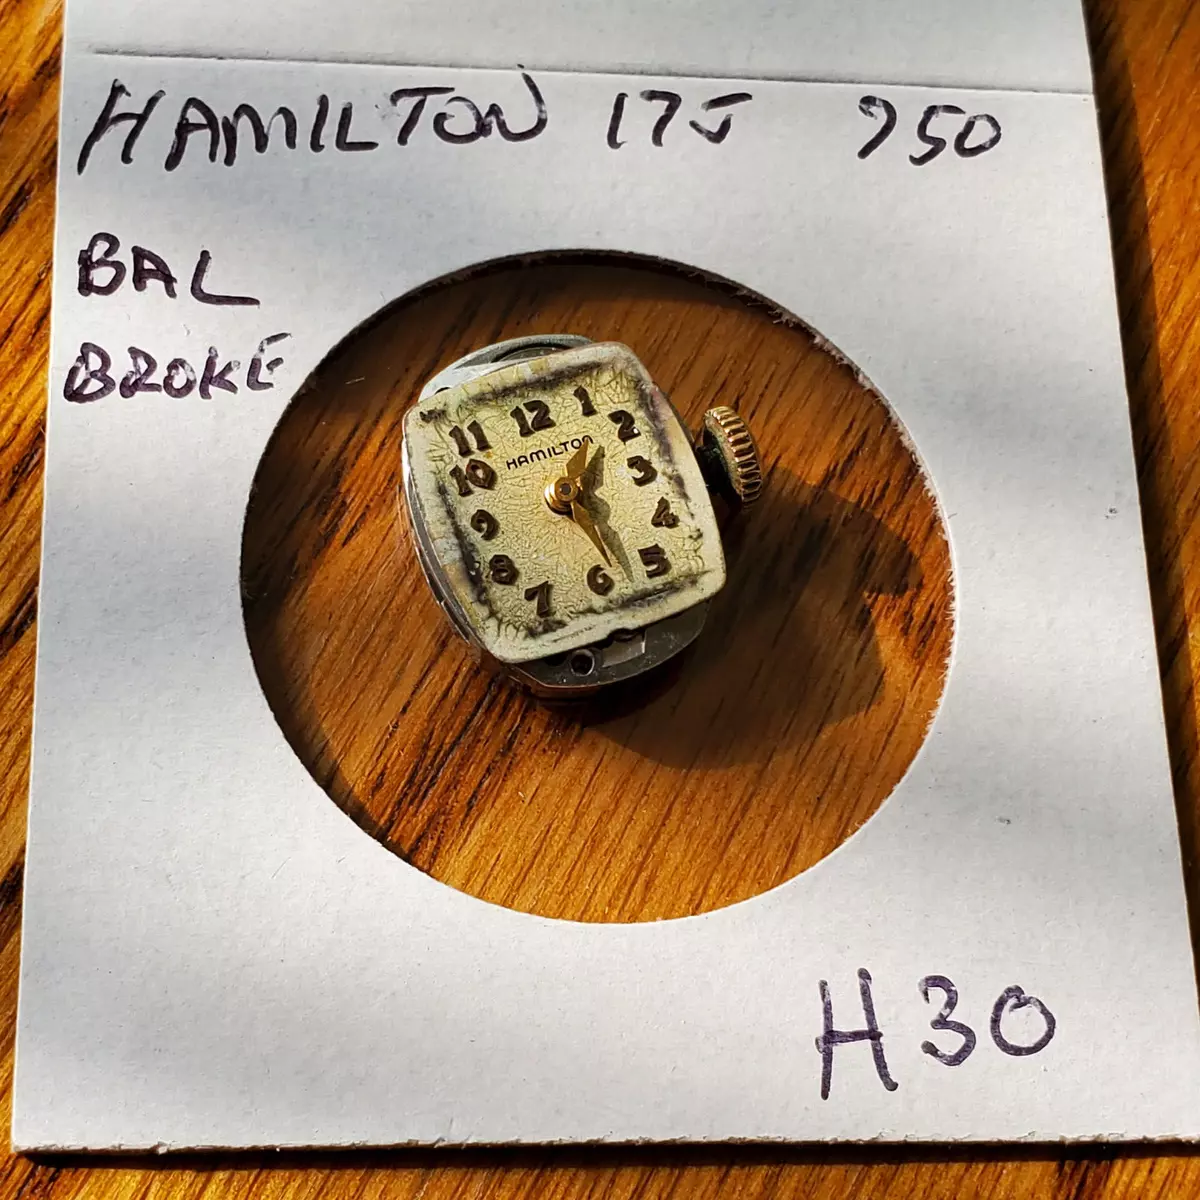 HAMILTON 17J 750
BAL
BROKE
12 1
11 2
HAMILTON
10 3
9 4
8 5
7 6
H30